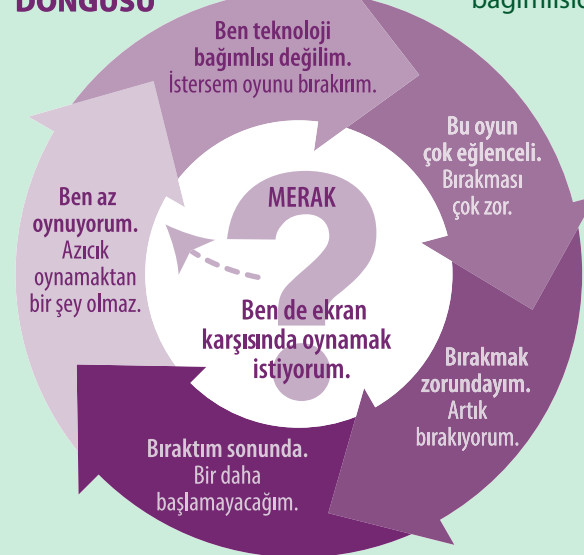 DÖNGÜSÜ
Ben teknoloji
bağımlısı değilim.
İstersem oyunu bırakırım.
Bu oyun
çok eğlenceli.
Bırakması
çok zor.
Bırakmak
zorundayım.
Artık
bırakıyorum.
Bıraktım sonunda.
Bir daha
başlamayacağım.
Ben az
oynuyorum.
Azıcık
oynamaktan
bir şey olmaz.
MERAK
?
Ben de ekran
karşısında oynamak
istiyorum.